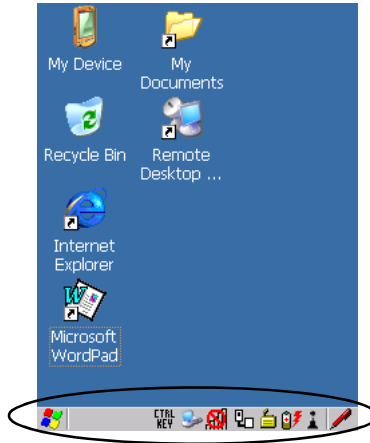 My Device
My
Documents
Recycle Bin
Remote
Desktop ...
Internet
Explorer
Microsoft
WordPad
CTRL
KEY